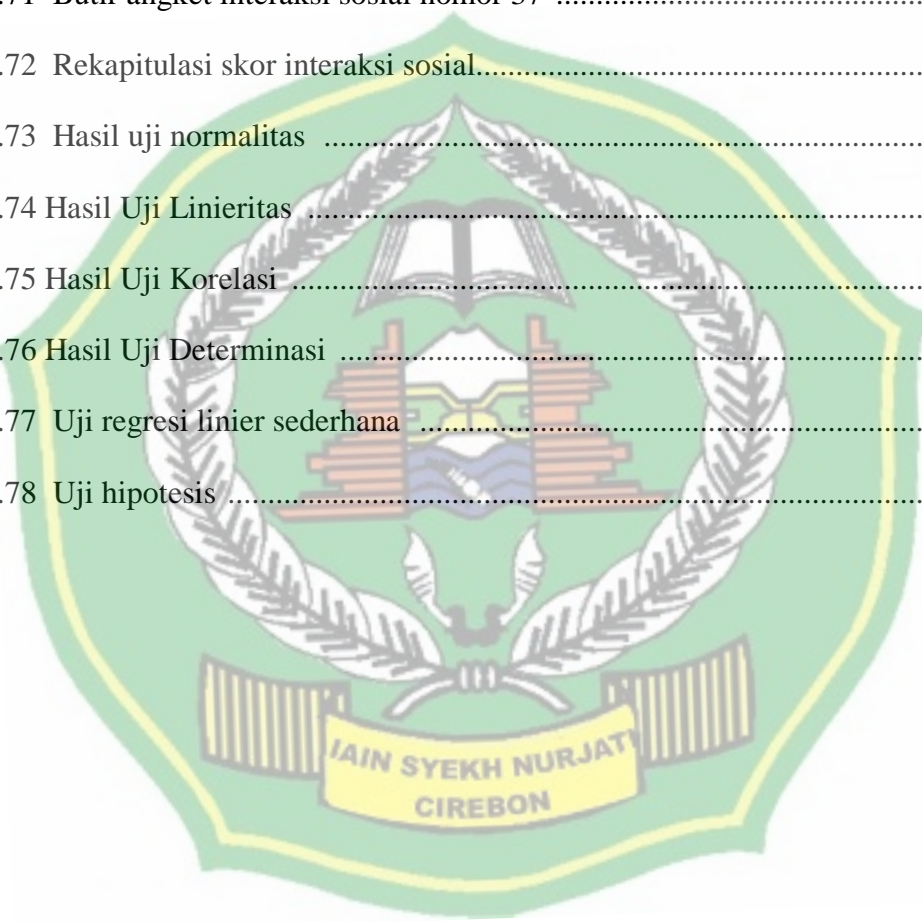 .71 Butir angket interaksi sosial nomor 37 ........................................................
.72 Rekapitulasi skor interaksi sosial....................................................................
.73 Hasil uji normalitas ........................................................................................
.74 Hasil Uji Linieritas ..........................................................................................
.75 Hasil Uji Korelasi ............................................................................................
.76 Hasil Uji Determinasi ......................................................................................
.77 Uji regresi linier sederhana ............................................................................
.78 Uji hipotesis ....................................................................................................
IAIN SYEKH NURJATI
CIREBON